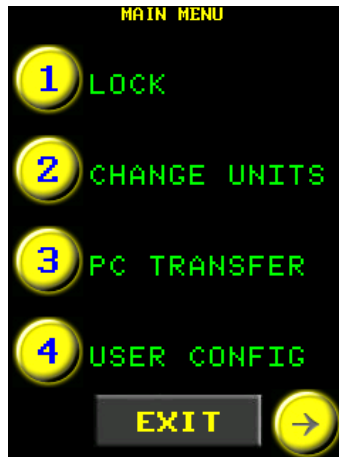 MAIN MENU
1 LOCK
2 CHANGE UNITS
3 PC TRANSFER
4 USER CONFIG
EXIT →